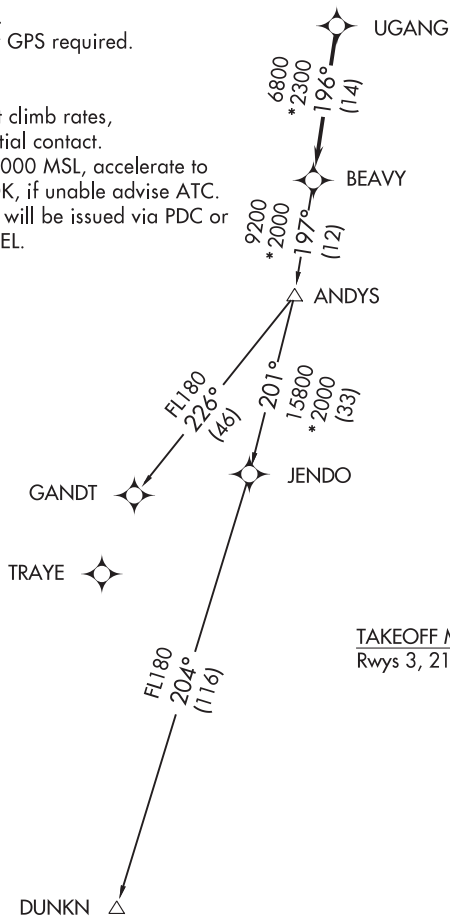 GPS required.
climb rates,
tial contact.
000 MSL, accelerate to
K, if unable advise ATC.
will be issued via PDC or
EL.
UGANG
6800
*2300
196°
(14)
BEAVY
9200
*2000
197°
(12)
ANDYS
FL180
226°
(46)
201°
15800
*2000
(33)
GANDT
JENDO
TRAYE
TAKEOFF M
Rwys 3, 21
FL180
204°
(116)
DUNKN